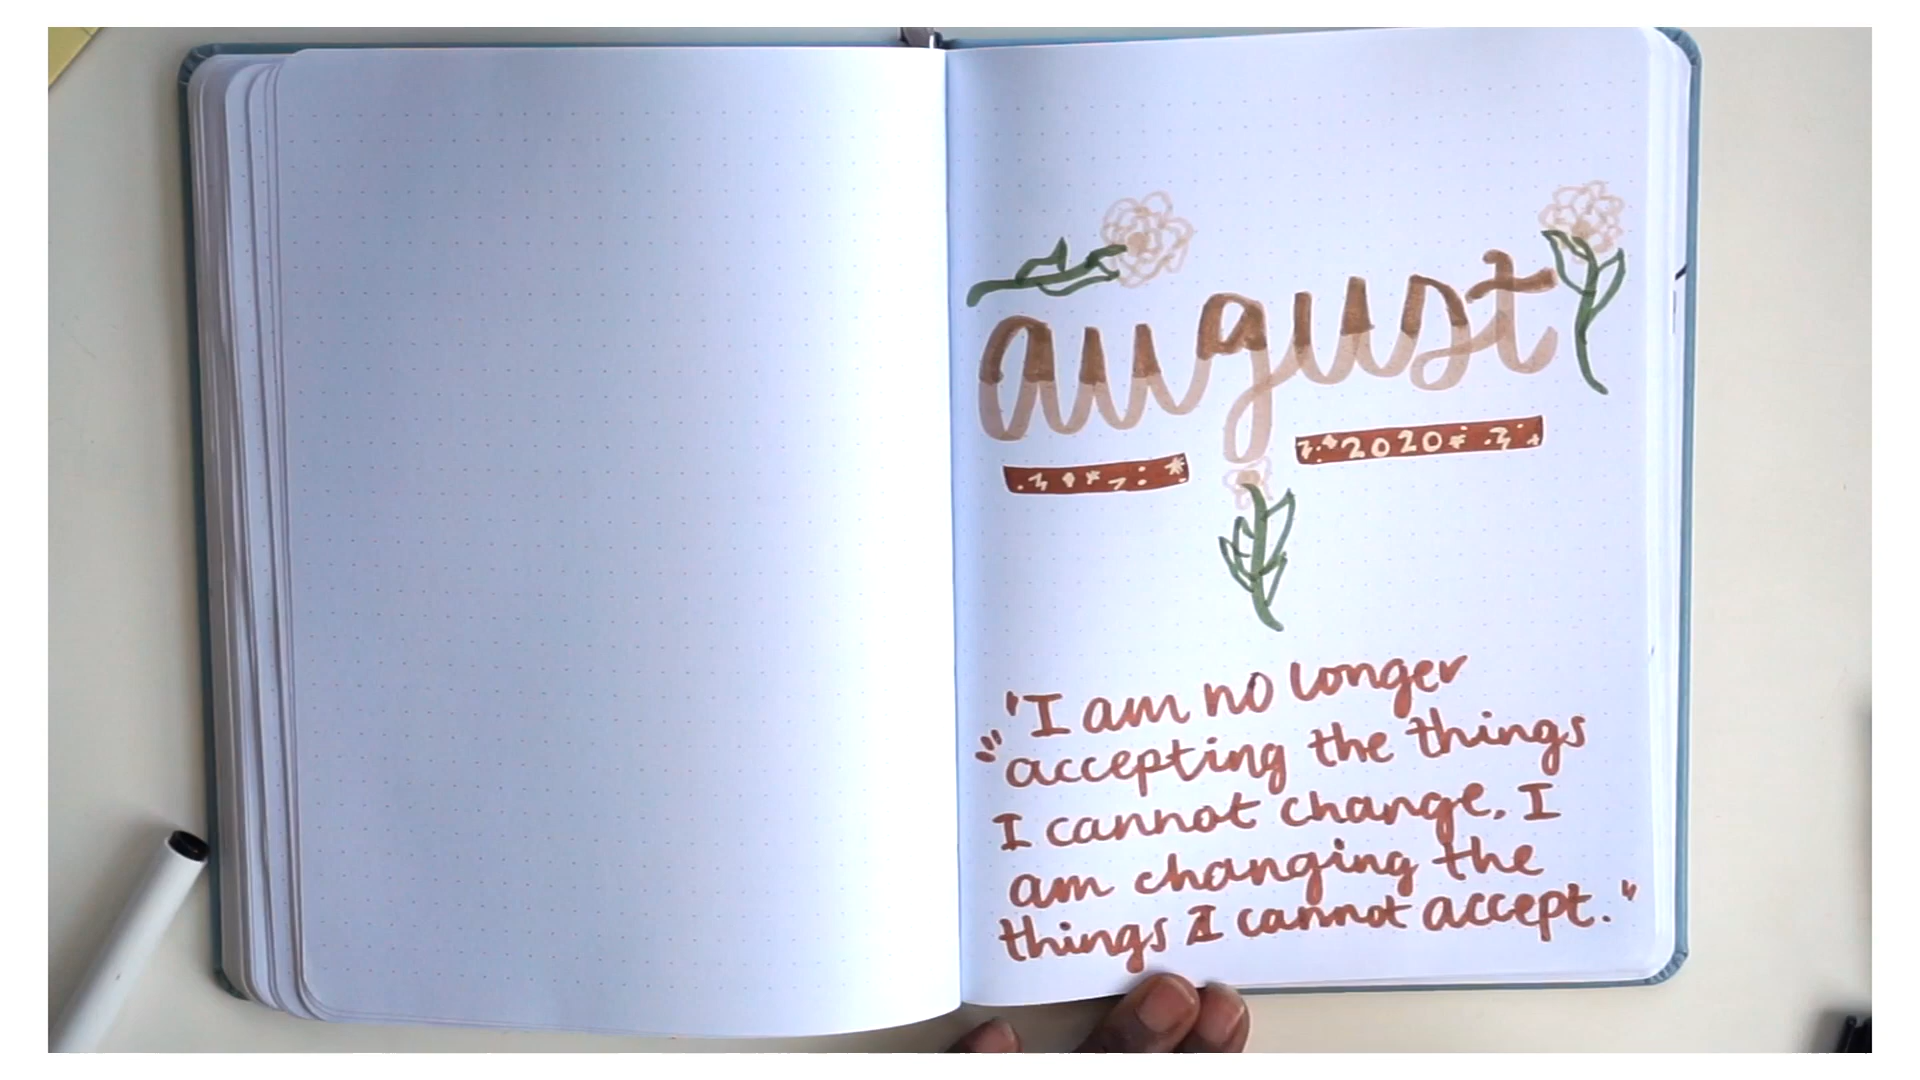 august
2020
"I am no longer
accepting the things
I cannot change. I
am changing the
things I cannot accept."